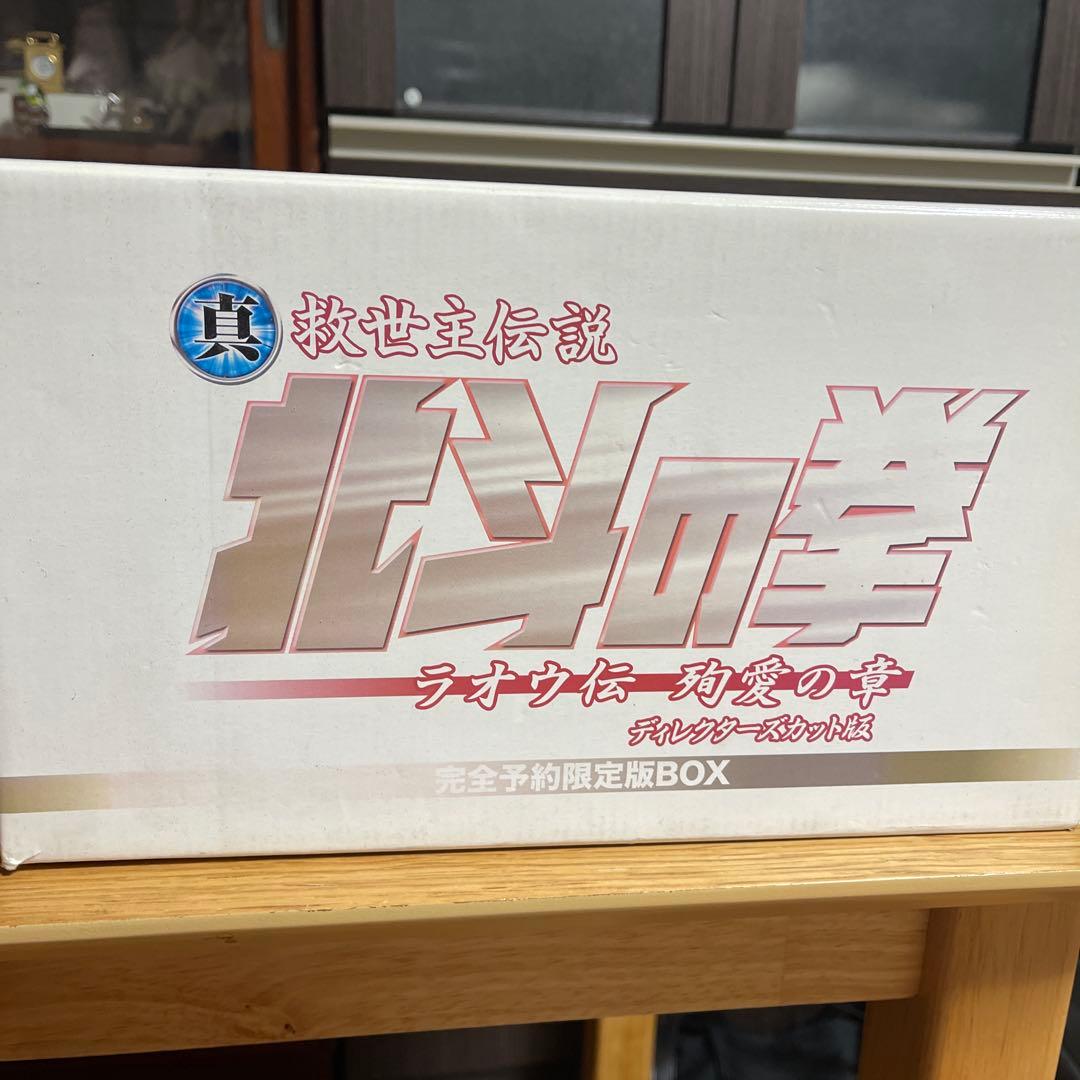 真 救世主伝説
北斗の拳
ラオウ伝 殉愛の章
ディレクターズカット版
完全予約限定版BOX